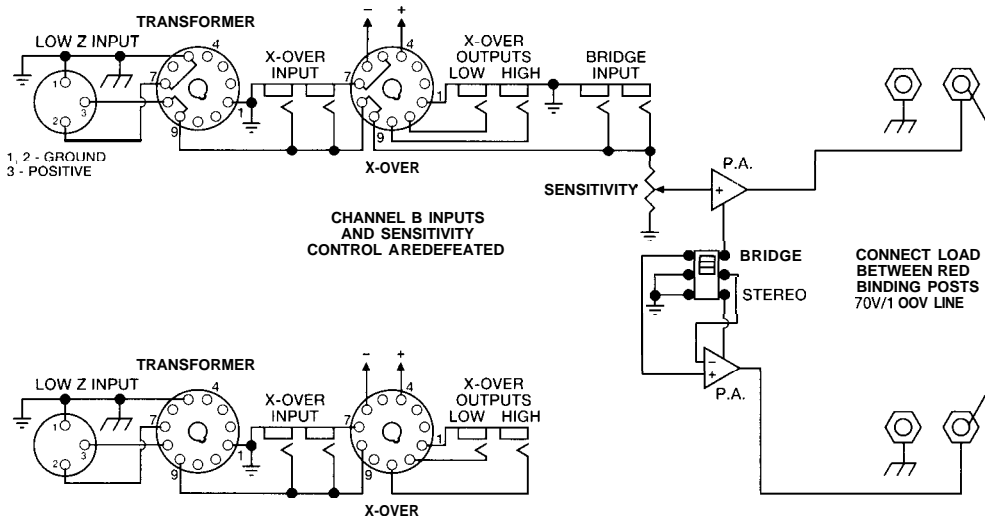 TRANSFORMER
LOW Z INPUT
4
7
1
9
1
2
3
1, 2 - GROUND
3 - POSITIVE
X-OVER
INPUT
- +
4
7
1
9
X-OVER
X-OVER
OUTPUTS
LOW HIGH
BRIDGE
INPUT
SENSITIVITY
P.A.
+
CHANNEL B INPUTS
AND SENSITIVITY
CONTROL AREDEFEATED
BRIDGE
STEREO
CONNECT LOAD
BETWEEN RED
BINDING POSTS
70V/1 00V LINE
-
+
P.A.
TRANSFORMER
LOW Z INPUT
4
7
1
9
1
2
3
X-OVER
INPUT
- +
4
7
1
9
X-OVER
X-OVER
OUTPUTS
LOW HIGH